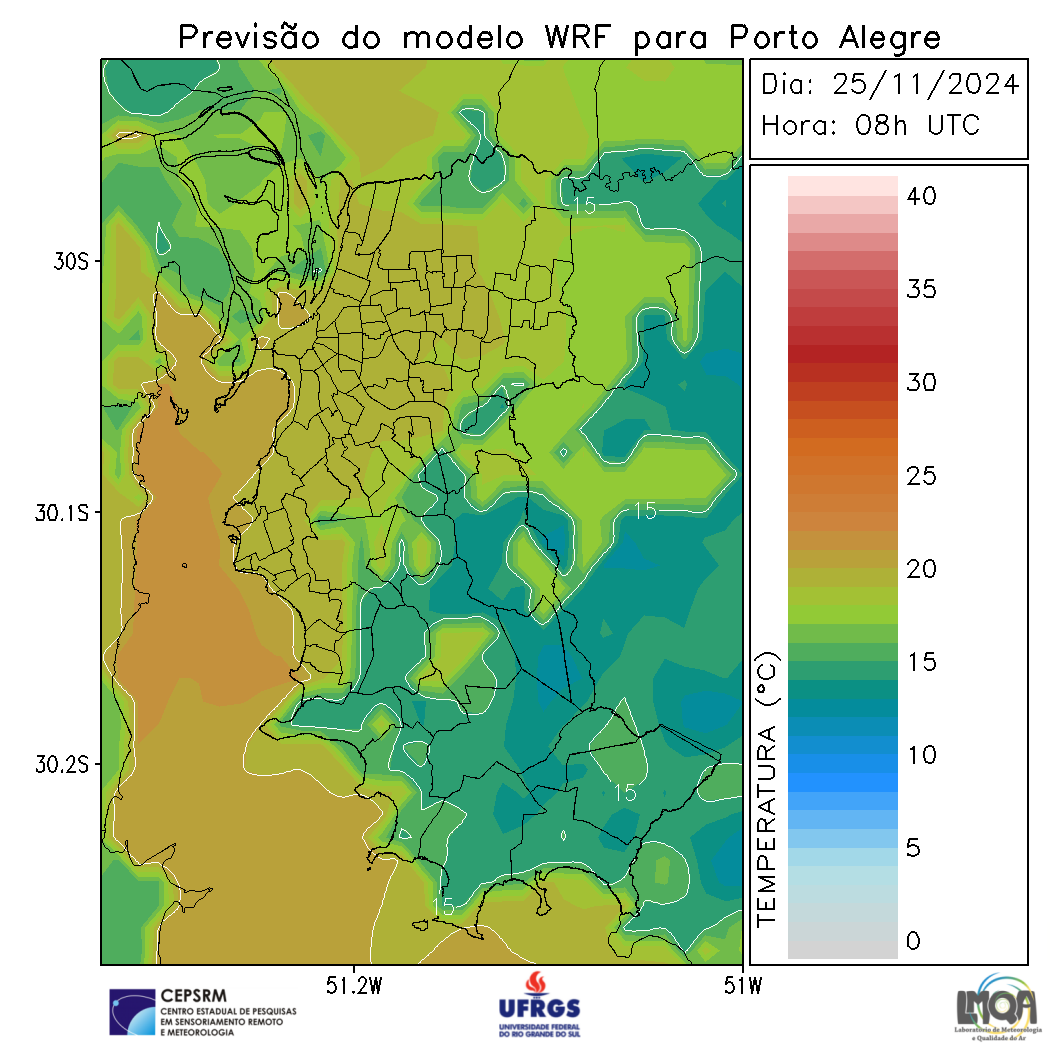 Previsão do modelo WRF para Porto Alegre
Dia: 25/11/2024
Hora: 08h UTC
30S
30.1S
30.2S
51.2W
51W
15
15
15
15
TEMPERATURA (°C)
40
35
30
25
20
15
10
5
0
CEPSRM
CENTRO ESTADUAL DE PESQUISAS
EM SENSORIAMENTO REMOTO
E METEOROLOGIA
UFRGS
UNIVERSIDADE FEDERAL
DO RIO GRANDE DO SUL
LMQA
Laboratório de Meteorologia
e Qualidade do Ar